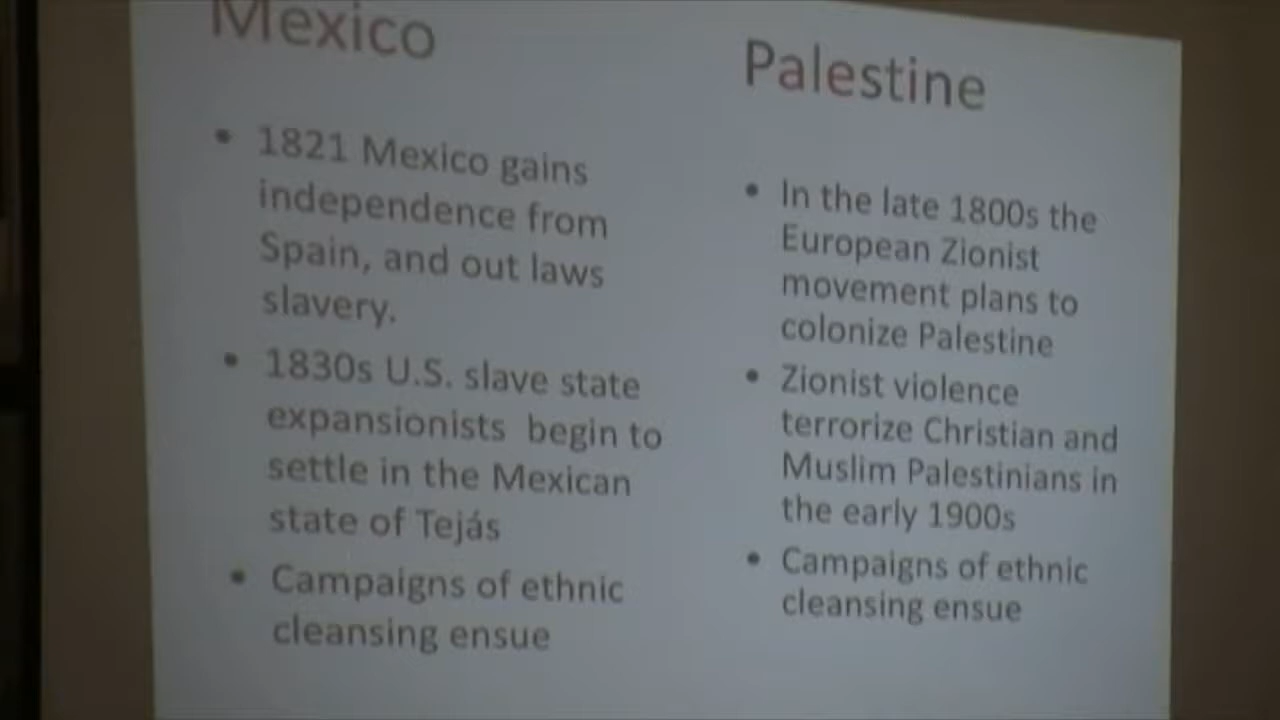 Mexico
• 1821 Mexico gains
independence from
Spain, and out laws
slavery.
• 1830s U.S. slave state
expansionists begin to
settle in the Mexican
state of Tejás
• Campaigns of ethnic
cleansing ensue
Palestine
• In the late 1800s the
European Zionist
movement plans to
colonize Palestine
• Zionist violence
terrorize Christian and
Muslim Palestinians in
the early 1900s
• Campaigns of ethnic
cleansing ensue